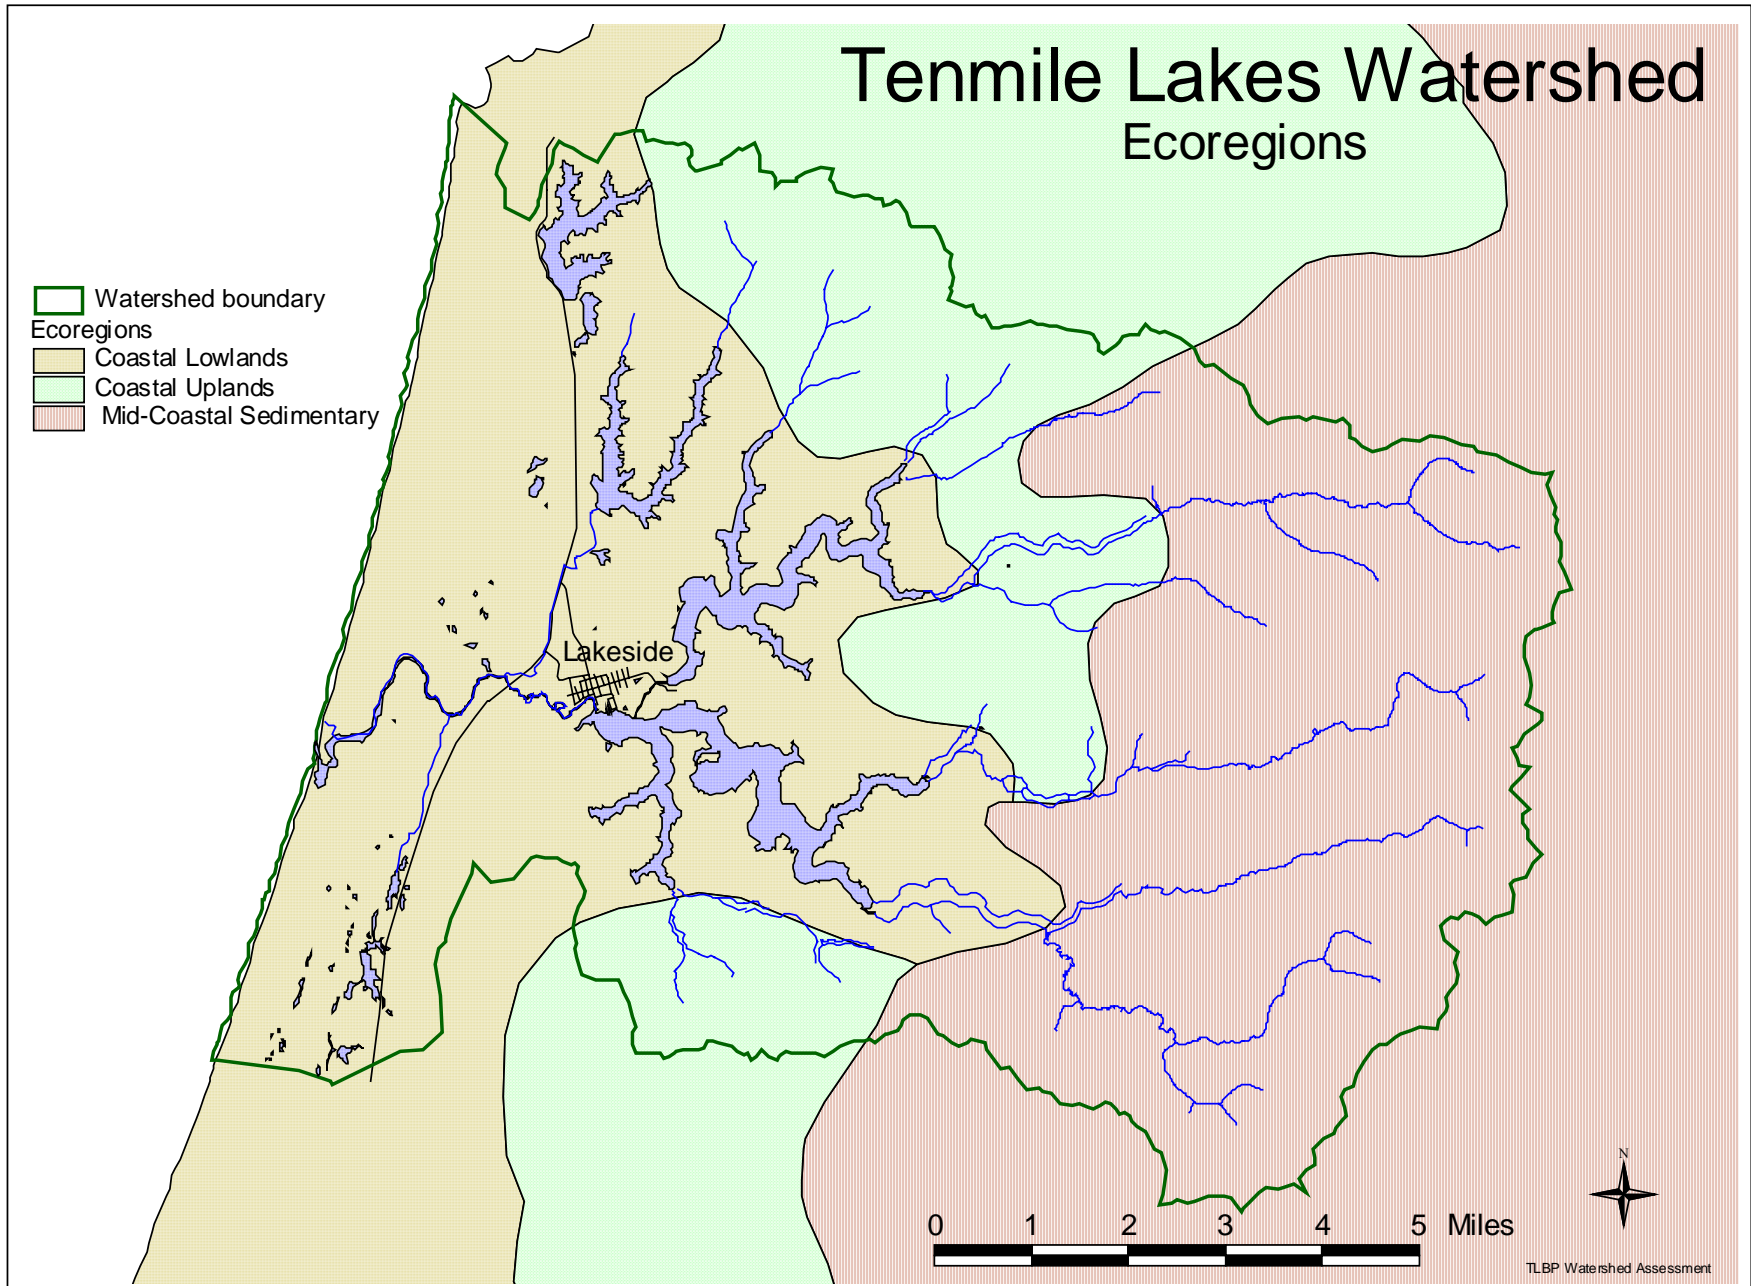 Tenmile Lakes Watershed
Ecoregions
Watershed boundary
Ecoregions
Coastal Lowlands
Coastal Uplands
Mid-Coastal Sedimentary
Lakeside
N
0 1 2 3 4 5 Miles
TLBP Watershed Assessment